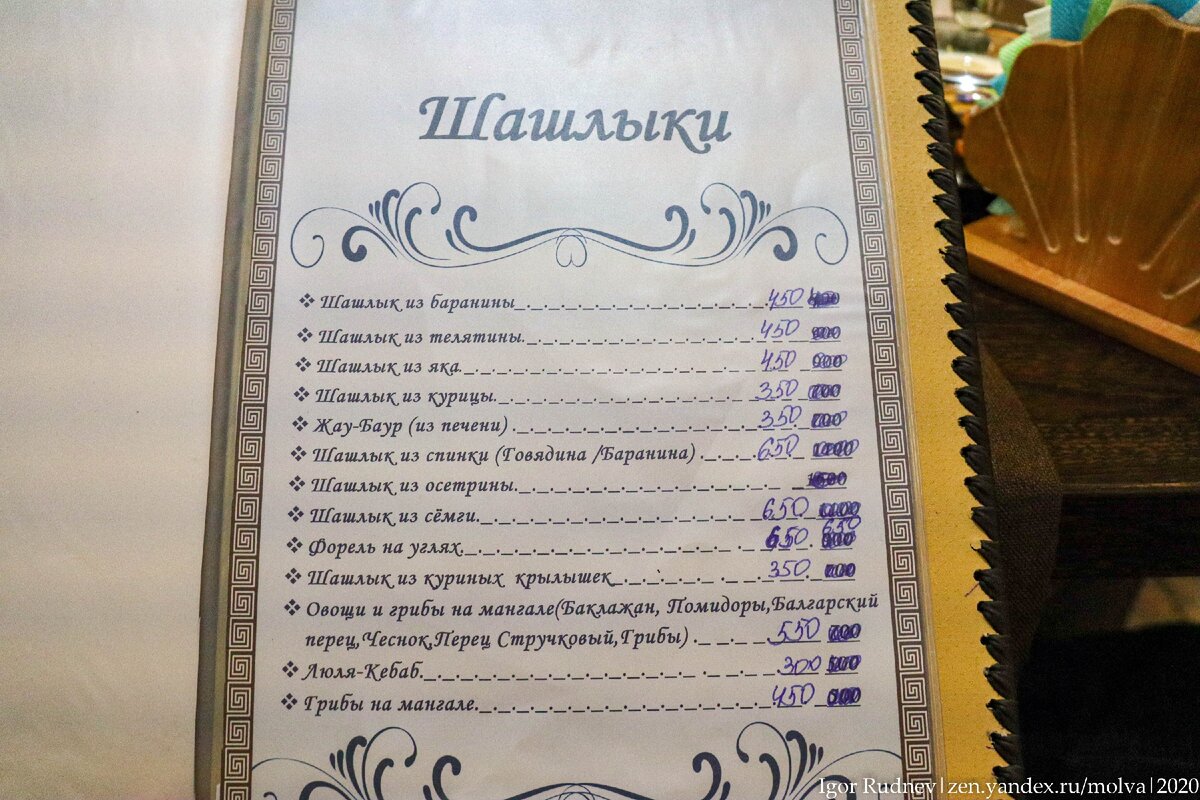 Шашлыки
❖ Шашлык из баранины 450
❖ Шашлык из телятины 450
❖ Шашлык из яка 450
❖ Шашлык из курицы 350
❖ Жау-Баур (из печени) 350
❖ Шашлык из спинки (Говядина /Баранина) 650
❖ Шашлык из осетрины
❖ Шашлык из сёмги 650
❖ Форель на углях 650 650
❖ Шашлык из куриных крылышек 350
❖ Овощи и грибы на мангале(Баклажан, Помидоры,Балгарский
перец,Чеснок,Перец Стручковый,Грибы) 550
❖ Люля-Кебаб 300
❖ Грибы на мангале 450
Igor Rudnev|zen.yandex.ru/molva|2020